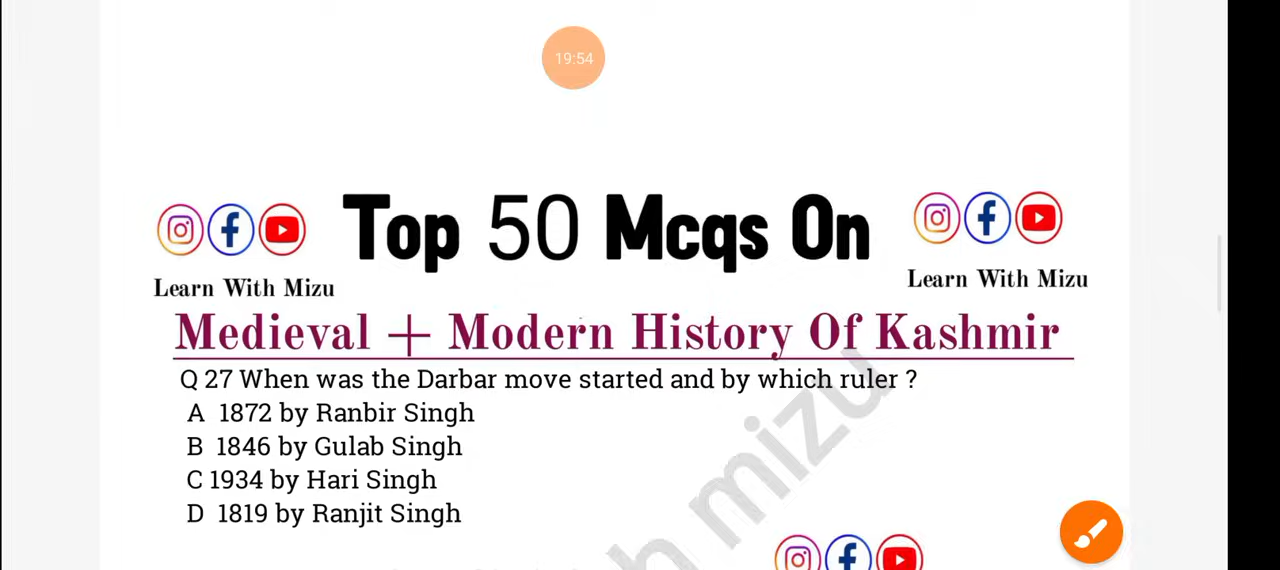 19:54
Top 50 Mcqs On
Learn With Mizu
Learn With Mizu
Medieval + Modern History Of Kashmir
Q 27 When was the Darbar move started and by which ruler ?
A 1872 by Ranbir Singh
B 1846 by Gulab Singh
C 1934 by Hari Singh
D 1819 by Ranjit Singh
h mizu